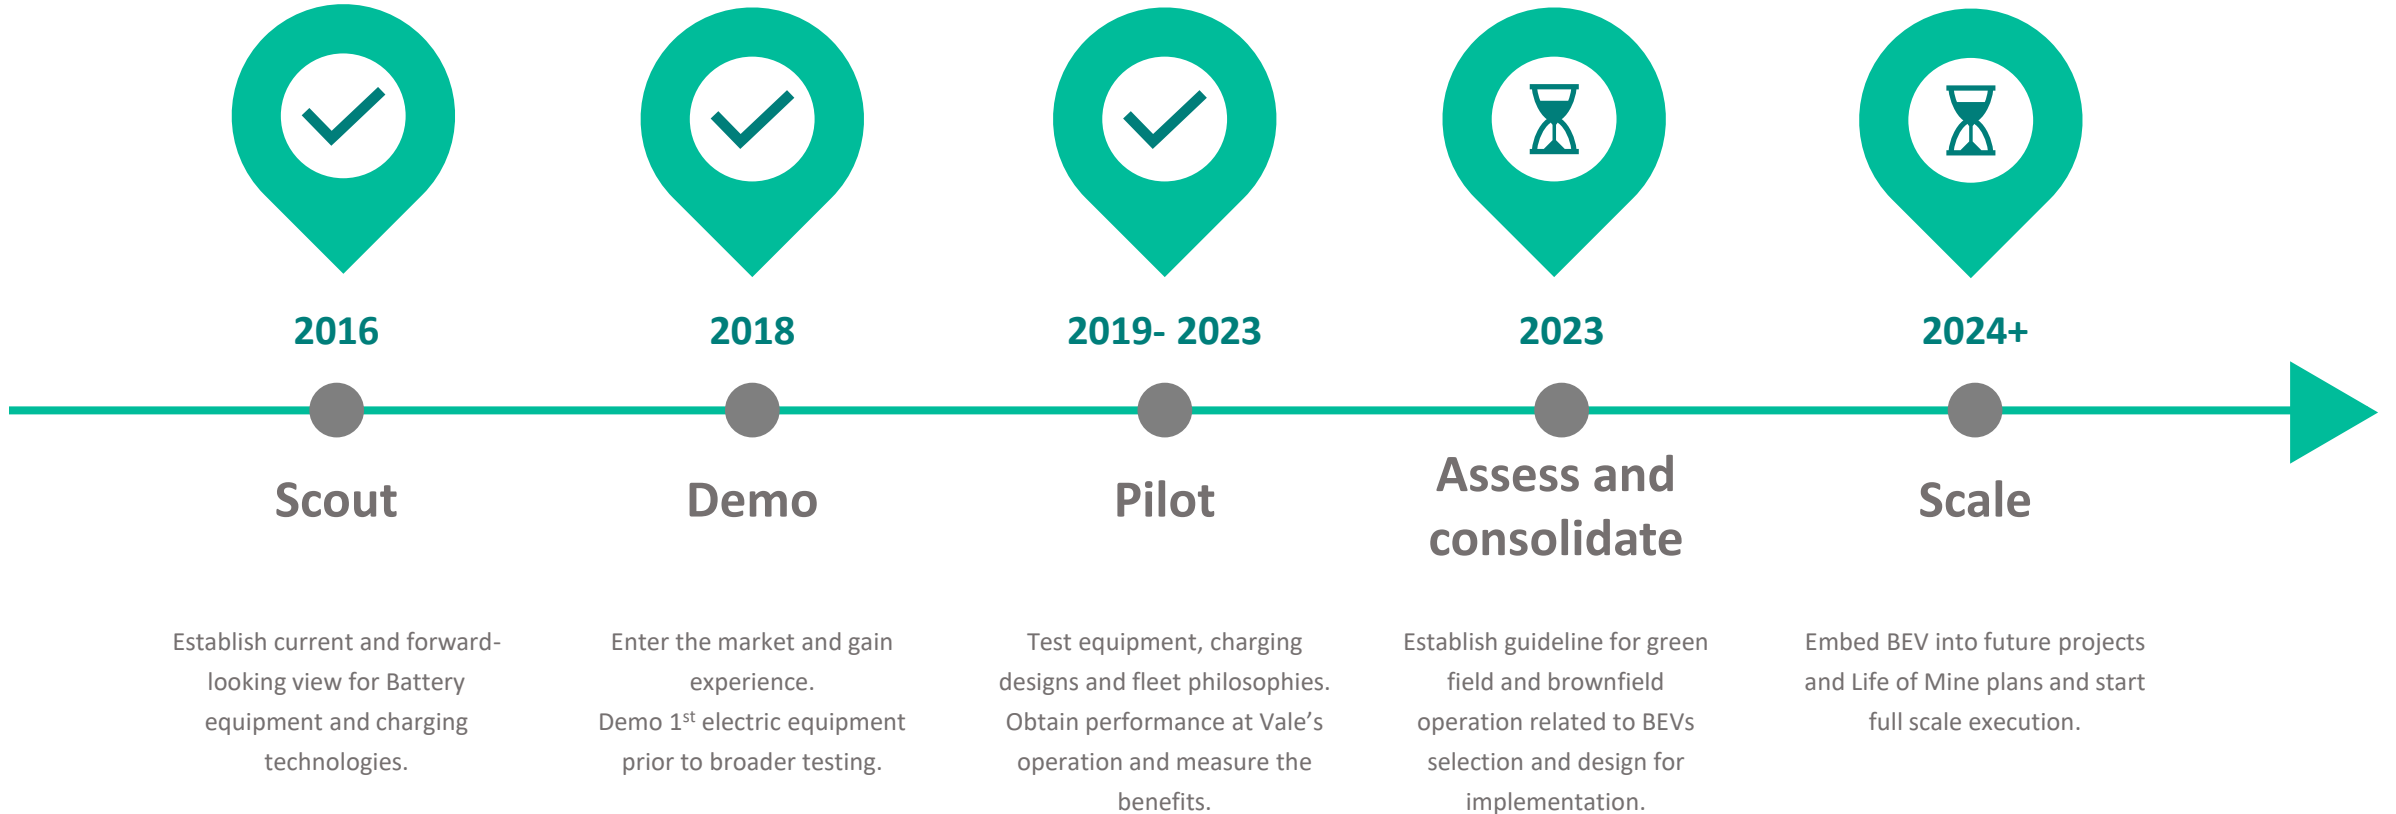 2016
2018
2019- 2023
2023
2024+
Scout
Demo
Pilot
Assess and
consolidate
Scale
Establish current and forward-
looking view for Battery
equipment and charging
technologies.
Enter the market and gain
experience.
Demo 1st electric equipment
prior to broader testing.
Test equipment, charging
designs and fleet philosophies.
Obtain performance at Vale’s
operation and measure the
benefits.
Establish guideline for green
field and brownfield
operation related to BEVs
selection and design for
implementation.
Embed BEV into future projects
and Life of Mine plans and start
full scale execution.